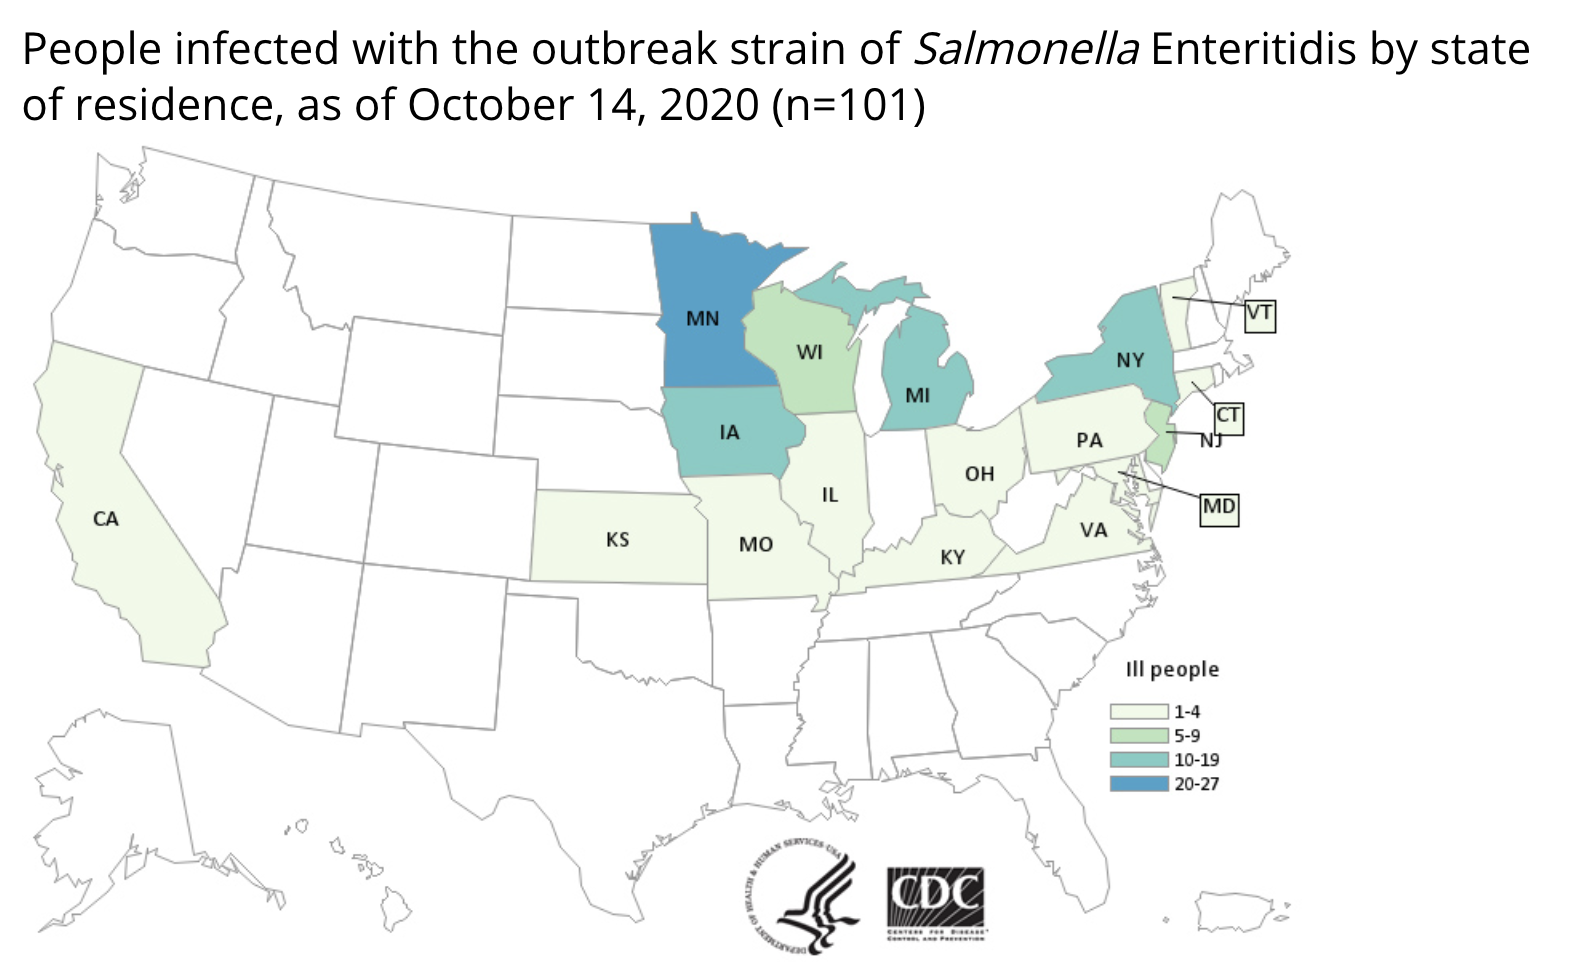 People infected with the outbreak strain of Salmonella Enteritidis by state
of residence, as of October 14, 2020 (n=101)
MN
VT
WI
NY
MI
CT
IA
NJ
PA
OH
IL
MD
CA
VA
KS
MO
KY
Ill people
1-4
5-9
10-19
20-27
DEPARTMENT OF HEALTH & HUMAN SERVICES·USA
CDC
CENTERS FOR DISEASE
CONTROL AND PREVENTION